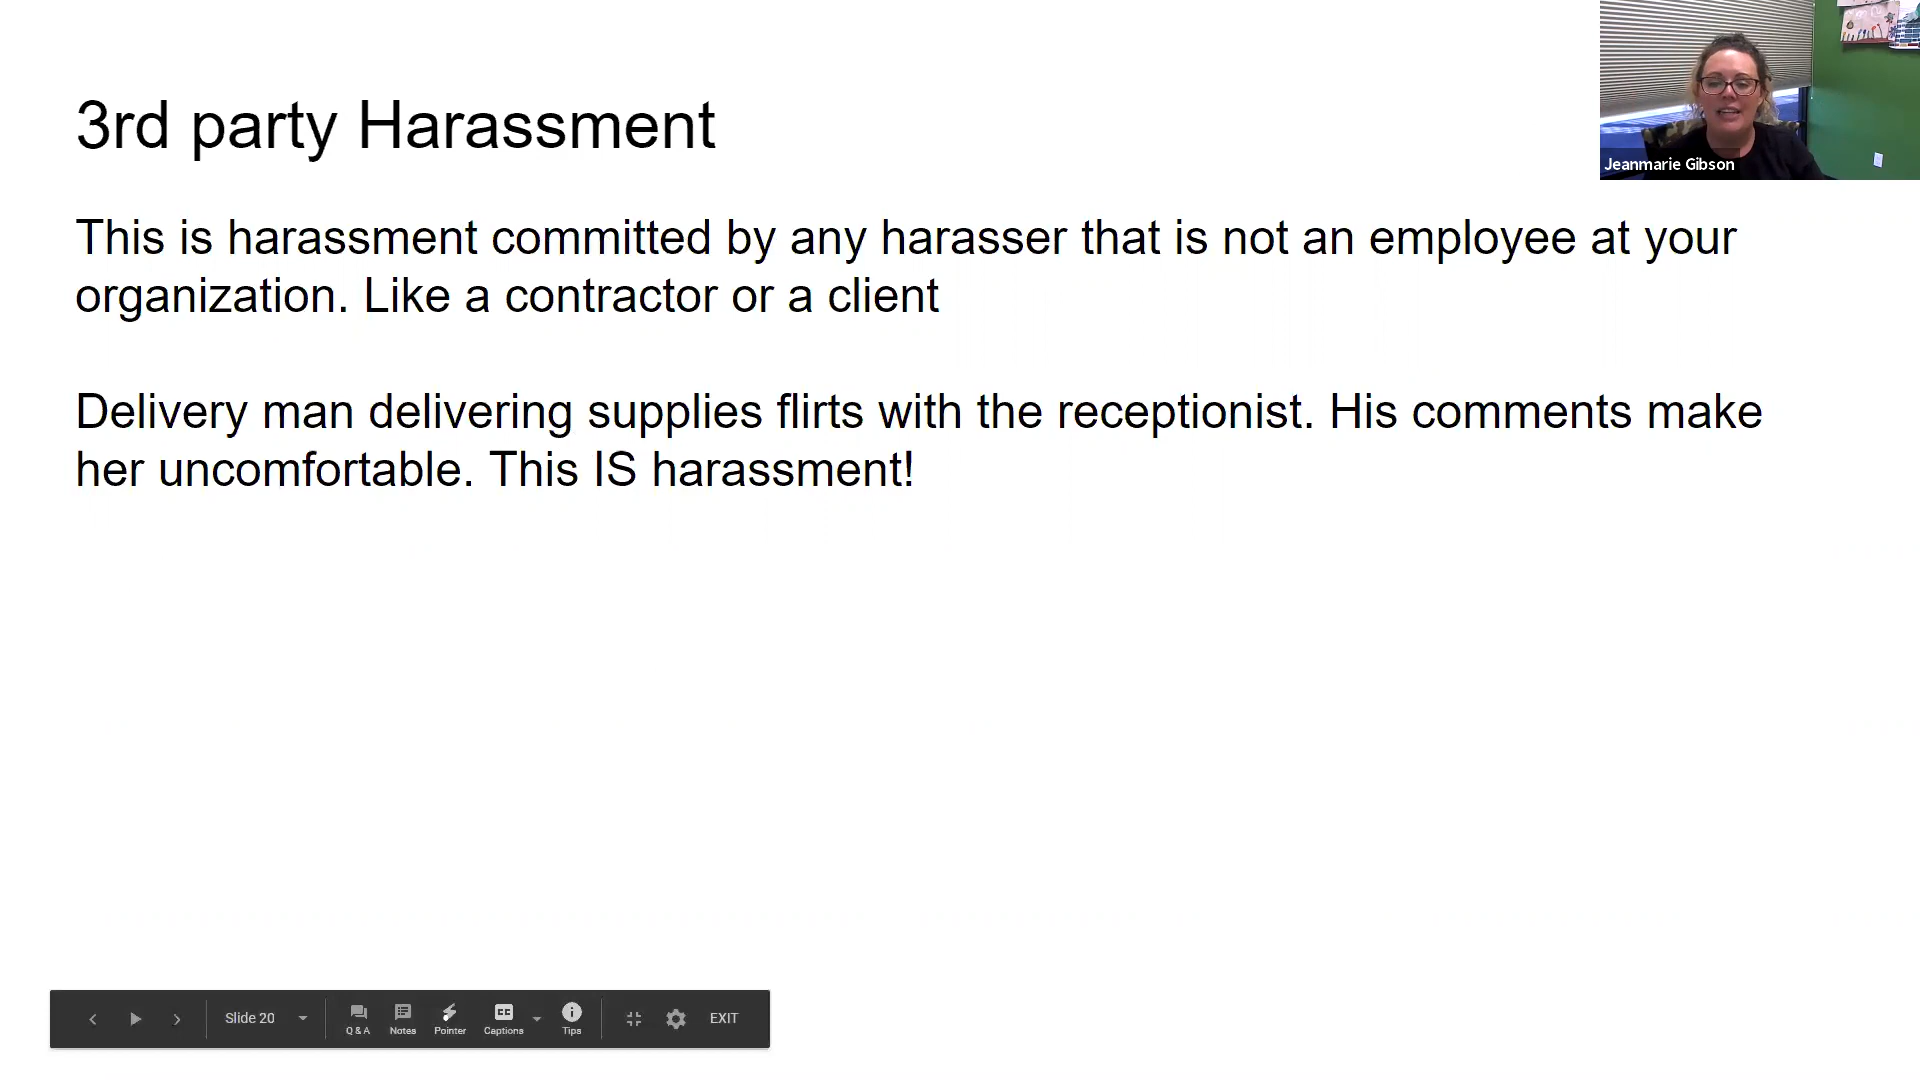 3rd party Harassment
Jeanmarie Gibson
This is harassment committed by any harasser that is not an employee at your
organization. Like a contractor or a client
Delivery man delivering supplies flirts with the receptionist. His comments make
her uncomfortable. This IS harassment!
Slide 20
Q & A
Notes
Pointer
CC
Captions
Tips
EXIT